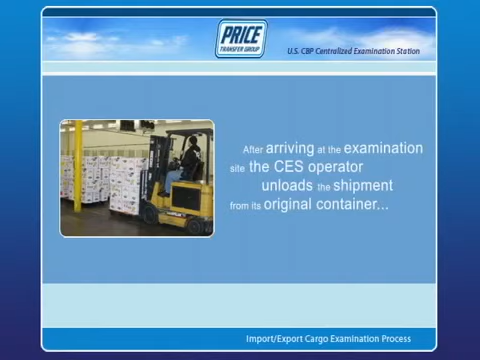 PRICE
TRANSFER GROUP
U.S. CBP Centralized Examination Station
After arriving at the examination
site the CES operator
unloads the shipment
from its original container...
Import/Export Cargo Examination Process